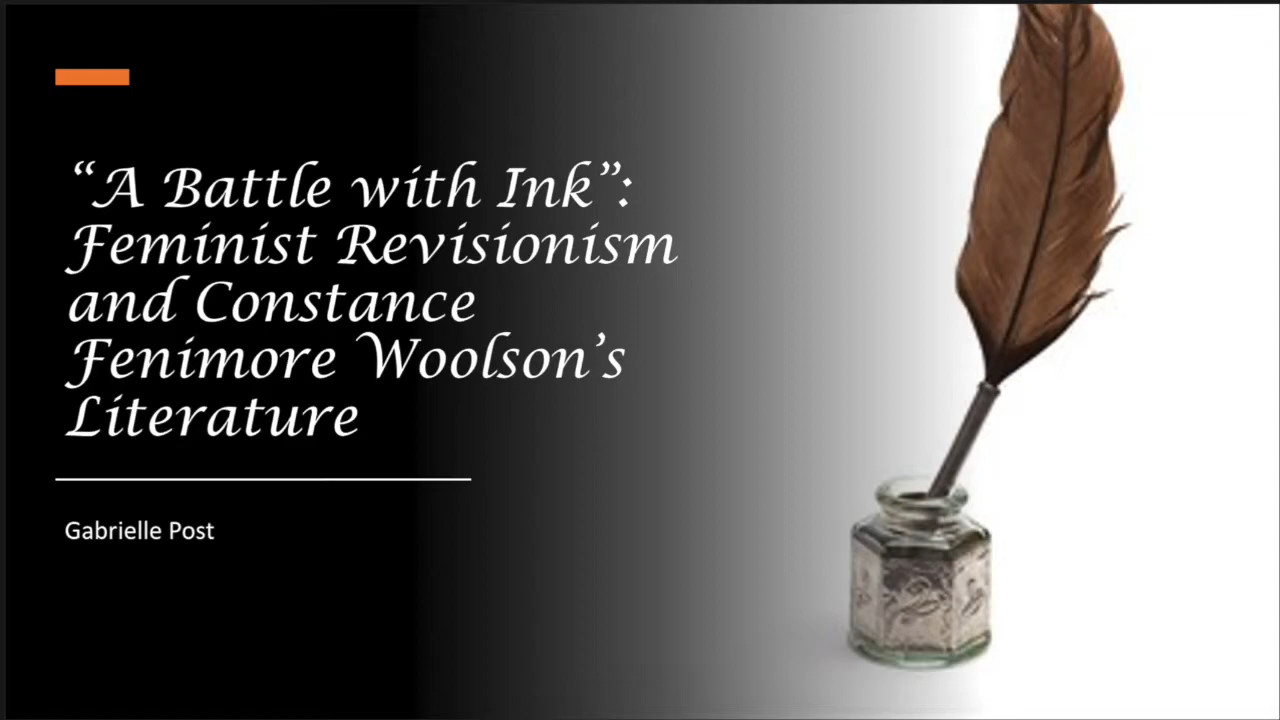 “A Battle with Ink”:
Feminist Revisionism
and Constance
Fenimore Woolson’s
Literature
Gabrielle Post